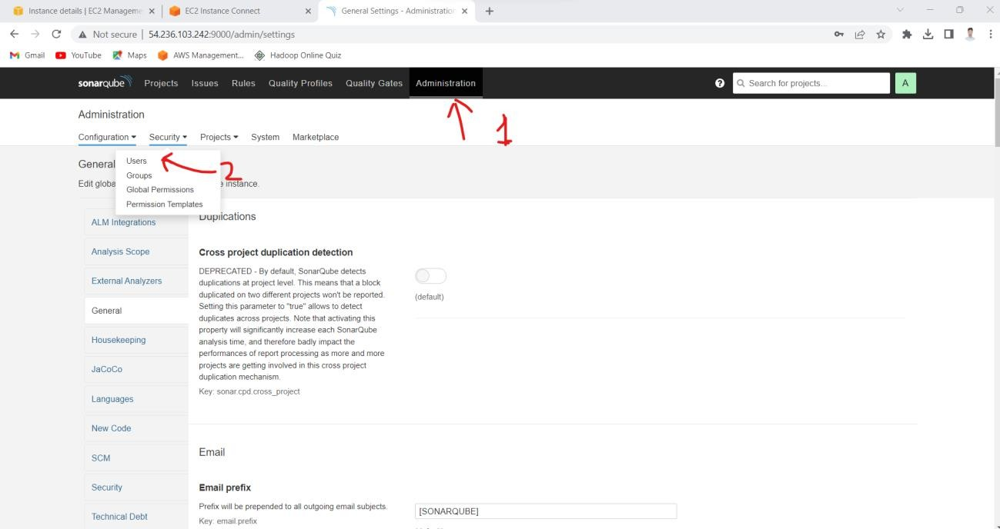 Instance details | EC2 Manageme
EC2 Instance Connect
General Settings - Administration
Not secure | 54.236.103.242:9000/admin/settings
Gmail YouTube Maps AWS Management... Hadoop Online Quiz
sonarqube Projects Issues Rules Quality Profiles Quality Gates Administration ? Search for projects... A
Administration
1
Configuration Security Projects System Marketplace
General
Edit globa
Users
Groups
Global Permissions
Permission Templates
2
e instance.
ALM Integrations
Analysis Scope
External Analyzers
General
Housekeeping
JaCoCo
Languages
New Code
SCM
Security
Technical Debt
Duplications
Cross project duplication detection
DEPRECATED - By default, SonarQube detects
duplications at project level. This means that a block
duplicated on two different projects won't be reported.
Setting this parameter to "true" allows to detect
duplicates across projects. Note that activating this
property will significantly increase each SonarQube
analysis time, and therefore badly impact the
performances of report processing as more and more
projects are getting involved in this cross project
duplication mechanism.
Key: sonar.cpd.cross_project
(default)
Email
Email prefix
Prefix will be prepended to all outgoing email subjects.
Key: email.prefix
[SONARQUBE]